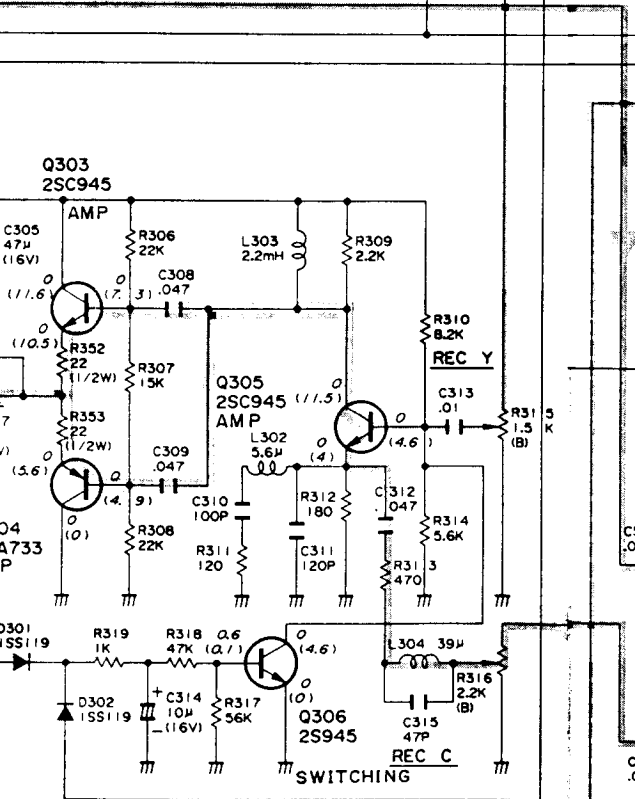 Q303
2SC945
AMP
C305
47µ
(16V)
R306
22K
L303
2.2mH
R309
2.2K
C308
.047
0
(11.6)
0
(7.3)
R310
8.2K
0
(10.5)
R352
22
(1/2W)
R307
15K
REC Y
Q305
2SC945
AMP
0
(11.5)
C313
.01
R315
1.5K
(B)
R353
22
(1/2W)
L302
5.6µ
0
(4.6)
C309
.047
0
(4)
0
(5.6)
0
(4.9)
C310
100P
R312
180
C312
.047
04
A733
P
0
(0)
R308
22K
R311
120
C311
120P
R314
5.6K
R313
470
D301
1SS119
R319
1K
R318
47K
0.6
(0.1)
0
(4.6)
L304 39µ
R316
2.2K
(B)
D302
1SS119
C314
10µ
(16V)
R317
56K
0
(0)
Q306
2S945
C315
47P
REC C
SWITCHING